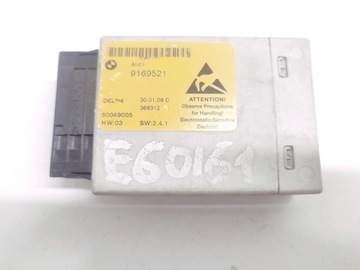 AI 01
9169521
DELPHI 30.01.08 C
368312
50049005
HW:03 SW:2.4.1
ATTENTION!
Observe Precautions
for Handling!
Electrostatic-Sensitive
Devices!
E60/61